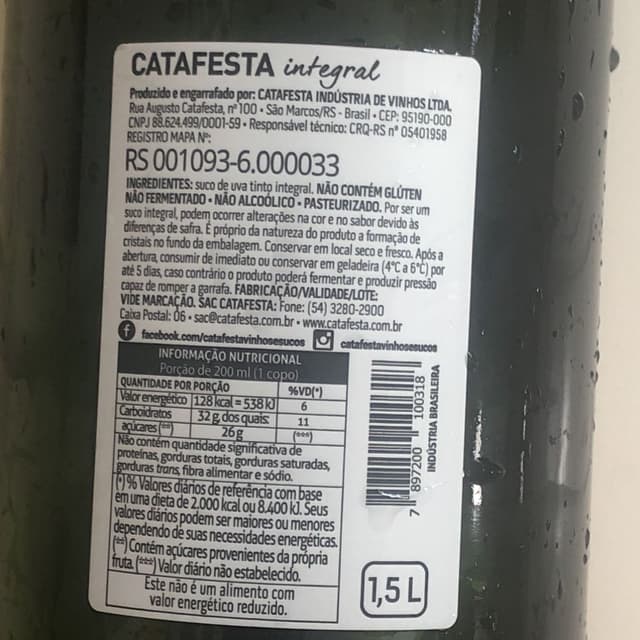 CATAFESTA integral
Produzido e engarrafado por: CATAFESTA INDÚSTRIA DE VINHOS LTDA.
Rua Augusto Catafesta, nº 100 • São Marcos/RS - Brasil • CEP: 95190-000
CNPJ 88.624.499/0001-59 • Responsável técnico: CRQ-RS nº 05401958
REGISTRO MAPA Nº:
RS 001093-6.000033
INGREDIENTES: suco de uva tinto integral. NÃO CONTÉM GLÚTEN
NÃO FERMENTADO • NÃO ALCOÓLICO • PASTEURIZADO. Por ser um
suco integral, podem ocorrer alterações na cor e no sabor devido às
diferenças de safra. É próprio da natureza do produto a formação de
cristais no fundo da embalagem. Conservar em local seco e fresco. Após a
abertura, consumir de imediato ou conservar em geladeira (4°C a 6°C) por
até 5 dias, caso contrário o produto poderá fermentar e produzir pressão
capaz de romper a garrafa. FABRICAÇÃO/VALIDADE/LOTE:
VIDE MARCAÇÃO. SAC CATAFESTA: Fone: (54) 3280-2900
Caixa Postal: 06 • sac@catafesta.com.br • www.catafesta.com.br
facebook.com/catafestavinhosesucos catafestavinhosesucos
INFORMAÇÃO NUTRICIONAL
Porção de 200 ml (1 copo)
QUANTIDADE POR PORÇÃO %VD(*)
Valor energético 128 kcal = 538 kJ 6
Carboidratos 32 g, dos quais: 11
açúcares (**) 26 g (***)
Não contém quantidade significativa de
proteínas, gorduras totais, gorduras saturadas,
gorduras trans, fibra alimentar e sódio.
(*) % Valores diários de referência com base
em uma dieta de 2.000 kcal ou 8.400 kJ. Seus
valores diários podem ser maiores ou menores
dependendo de suas necessidades energéticas.
(**) Contém açúcares provenientes da própria
fruta. (***) Valor diário não estabelecido.
Este não é um alimento com
valor energético reduzido.
7 897200 100318
INDÚSTRIA BRASILEIRA
1,5 L